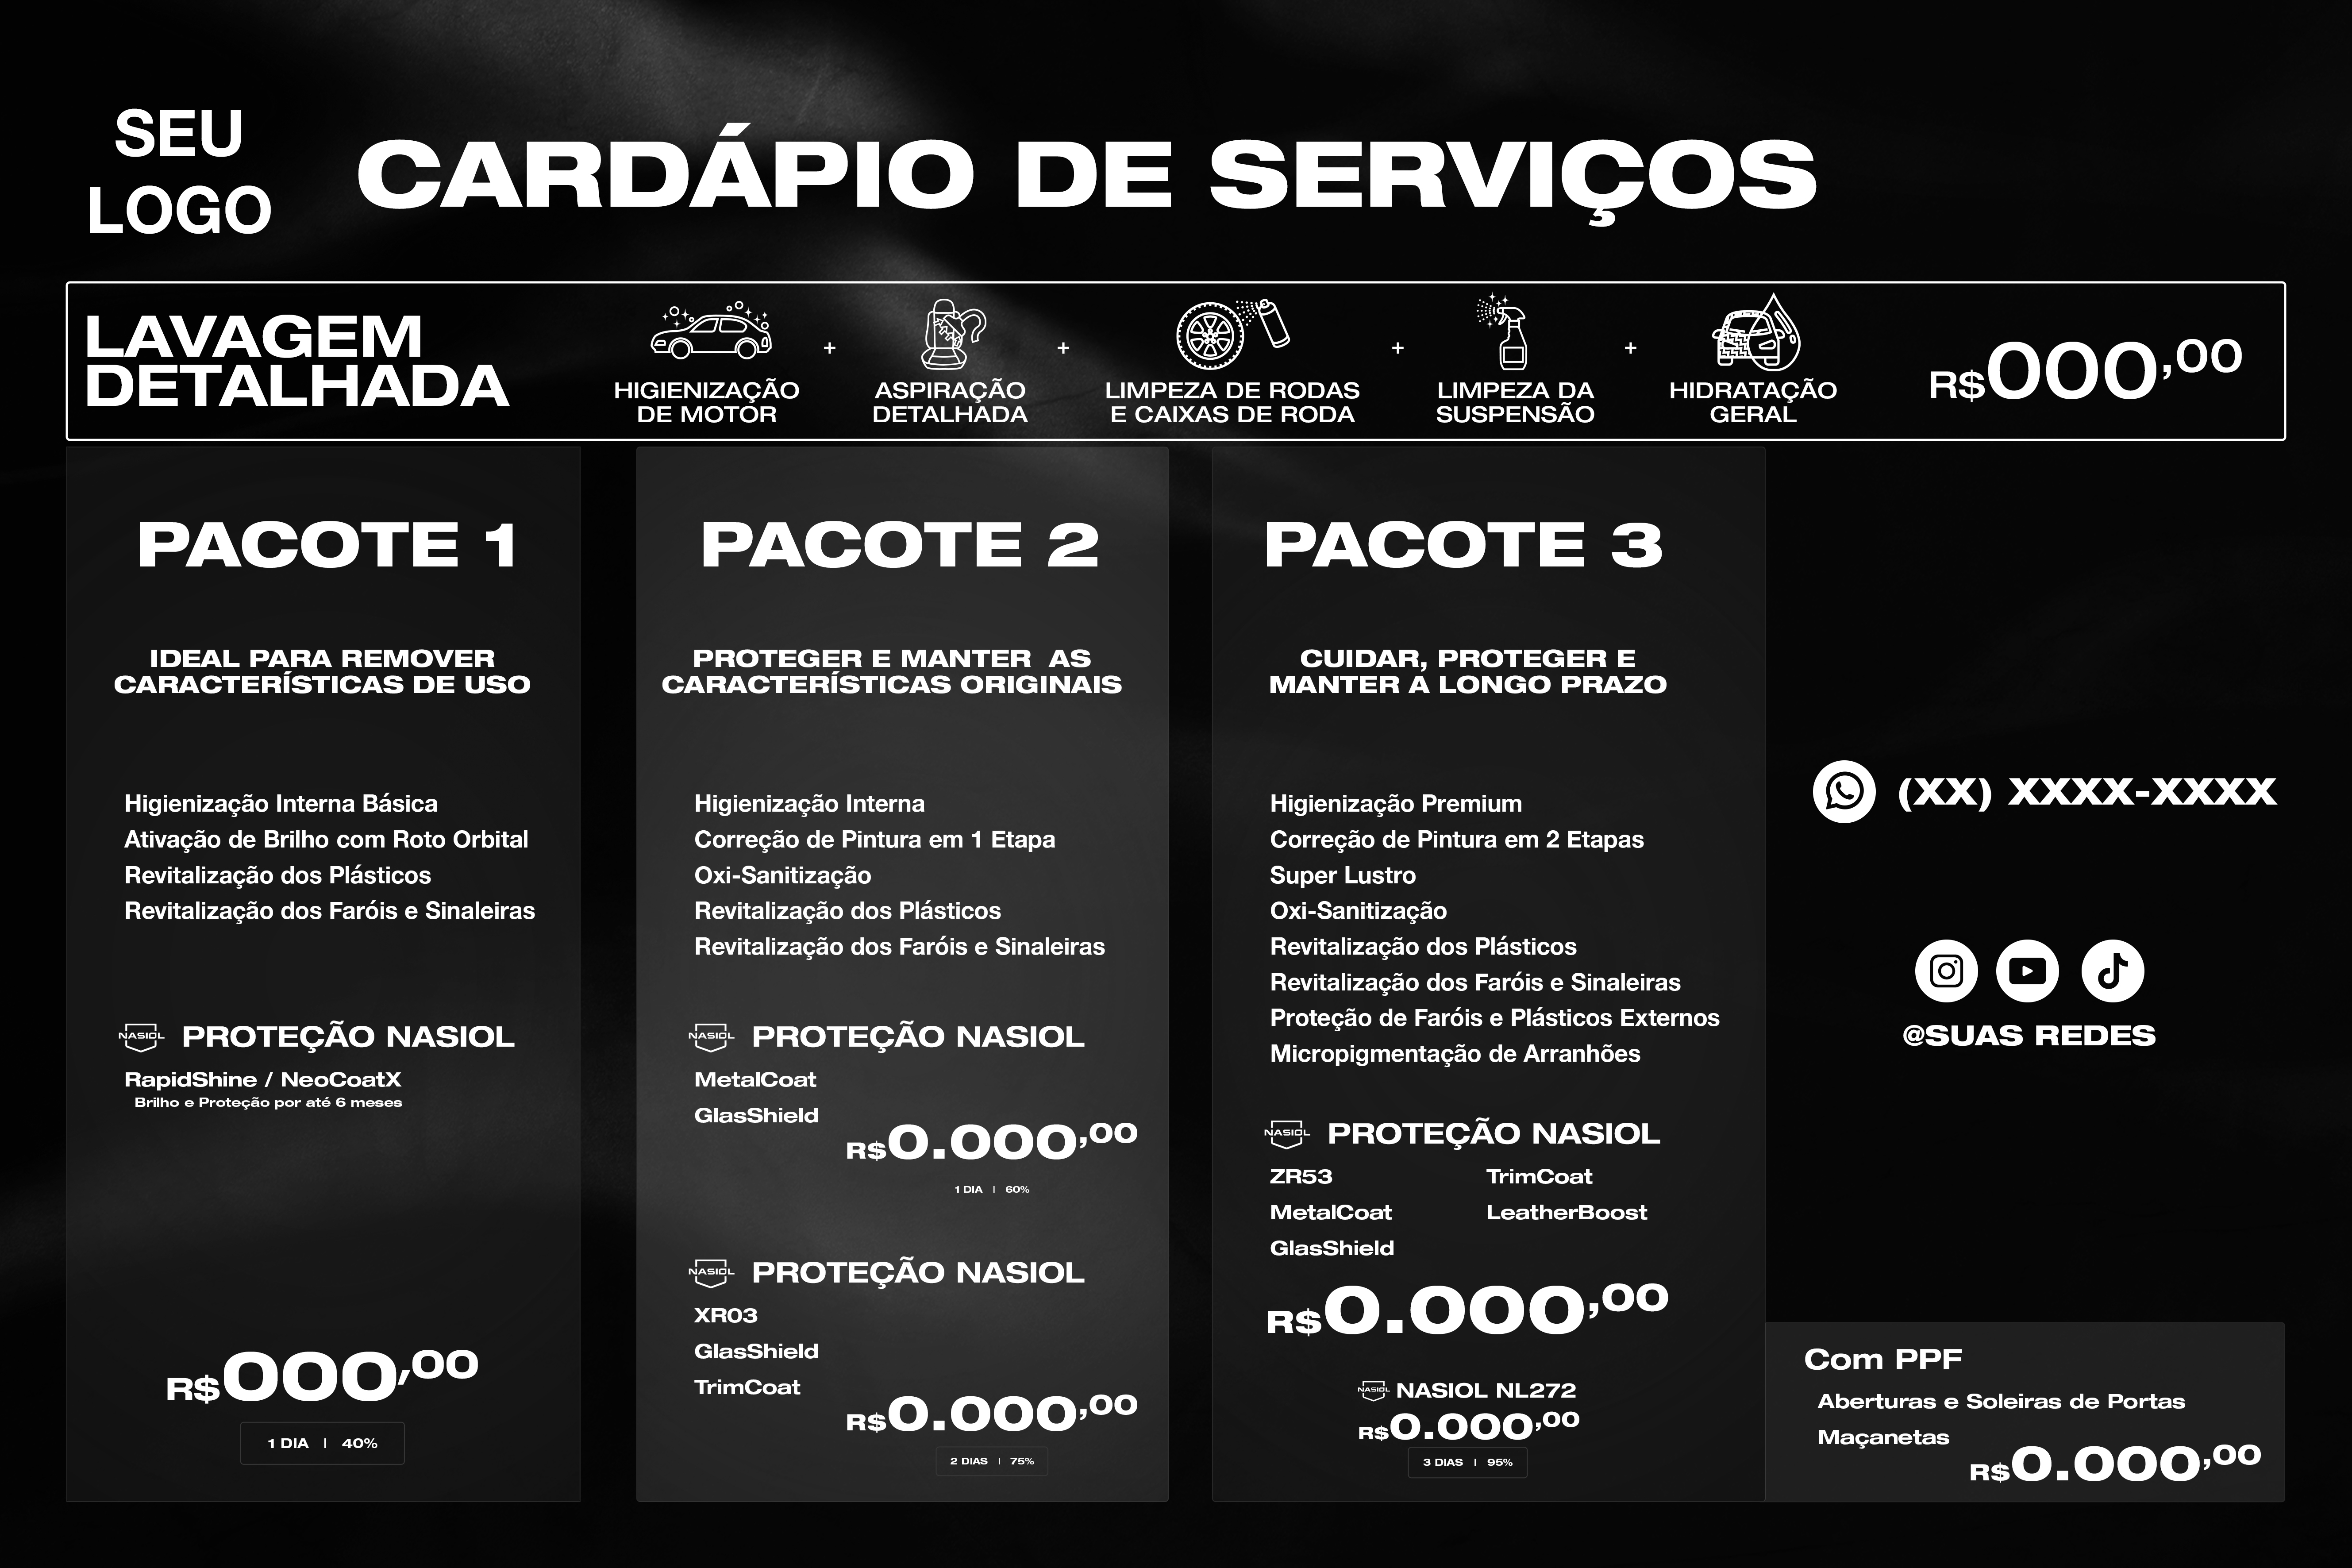 SEU
LOGO
CARDÁPIO DE SERVIÇOS
LAVAGEM
DETALHADA
HIGIENIZAÇÃO
DE MOTOR
+
ASPIRAÇÃO
DETALHADA
+
LIMPEZA DE RODAS
E CAIXAS DE RODA
+
LIMPEZA DA
SUSPENSÃO
+
HIDRATAÇÃO
GERAL
R$000,00
PACOTE 1
IDEAL PARA REMOVER
CARACTERÍSTICAS DE USO
Higienização Interna Básica
Ativação de Brilho com Roto Orbital
Revitalização dos Plásticos
Revitalização dos Faróis e Sinaleiras
NASIOL PROTEÇÃO NASIOL
RapidShine / NeoCoatX
Brilho e Proteção por até 6 meses
R$000,00
1 DIA | 40%
PACOTE 2
PROTEGER E MANTER AS
CARACTERÍSTICAS ORIGINAIS
Higienização Interna
Correção de Pintura em 1 Etapa
Oxi-Sanitização
Revitalização dos Plásticos
Revitalização dos Faróis e Sinaleiras
NASIOL PROTEÇÃO NASIOL
MetalCoat
GlasShield
R$0.000,00
1 DIA | 60%
NASIOL PROTEÇÃO NASIOL
XR03
GlasShield
TrimCoat
R$0.000,00
2 DIAS | 75%
PACOTE 3
CUIDAR, PROTEGER E
MANTER A LONGO PRAZO
Higienização Premium
Correção de Pintura em 2 Etapas
Super Lustro
Oxi-Sanitização
Revitalização dos Plásticos
Revitalização dos Faróis e Sinaleiras
Proteção de Faróis e Plásticos Externos
Micropigmentação de Arranhões
NASIOL PROTEÇÃO NASIOL
ZR53 TrimCoat
MetalCoat LeatherBoost
GlasShield
R$0.000,00
NASIOL NASIOL NL272
R$0.000,00
3 DIAS | 95%
(XX) XXXX-XXXX
@SUAS REDES
Com PPF
Aberturas e Soleiras de Portas
Maçanetas
R$0.000,00